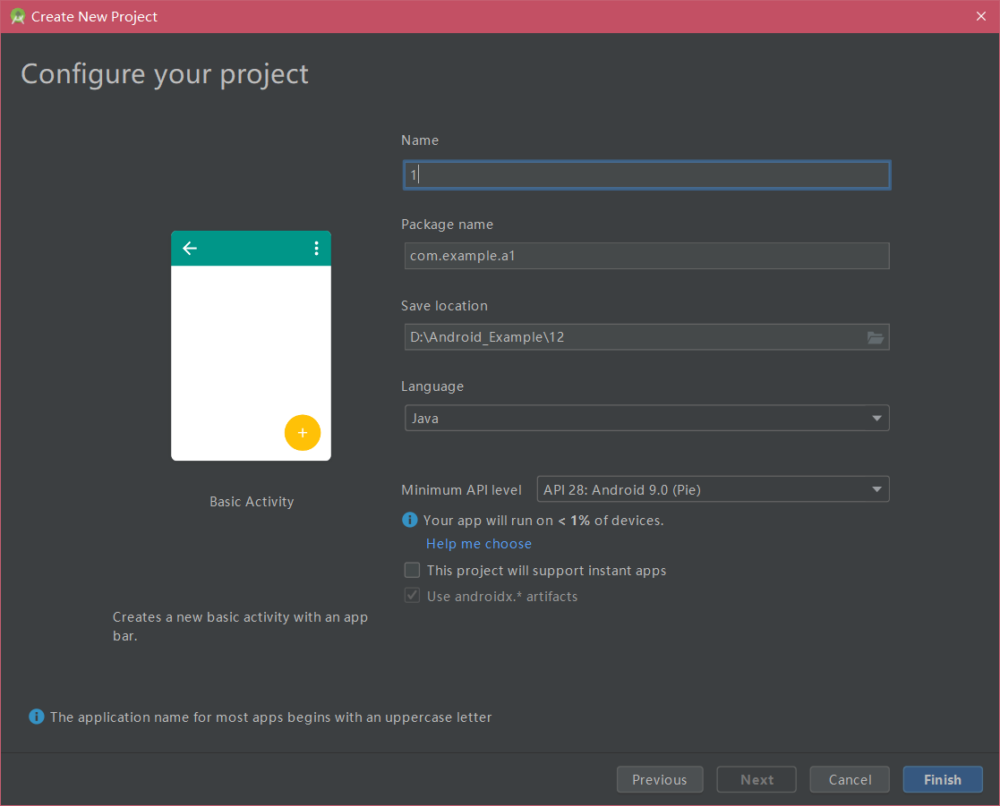 Create New Project
Configure your project
Name
1
Package name
com.example.a1
Save location
D:\Android_Example\12
Language
Java
Basic Activity
Minimum API level
API 28: Android 9.0 (Pie)
Your app will run on < 1% of devices.
Help me choose
This project will support instant apps
Use androidx.* artifacts
Creates a new basic activity with an app
bar.
The application name for most apps begins with an uppercase letter
Previous
Next
Cancel
Finish